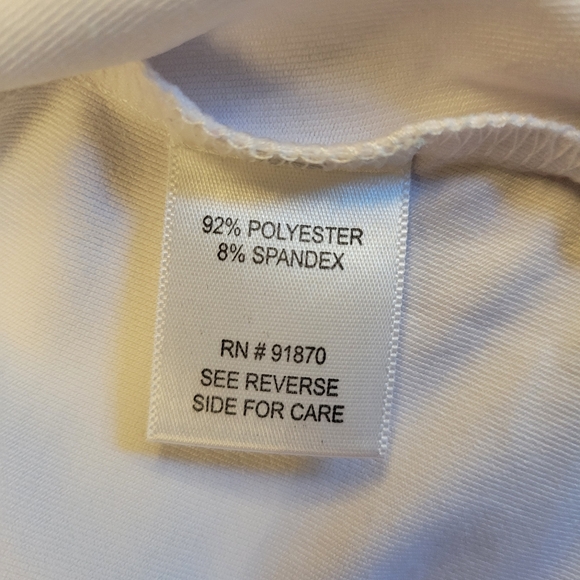 92% POLYESTER
8% SPANDEX
RN # 91870
SEE REVERSE
SIDE FOR CARE